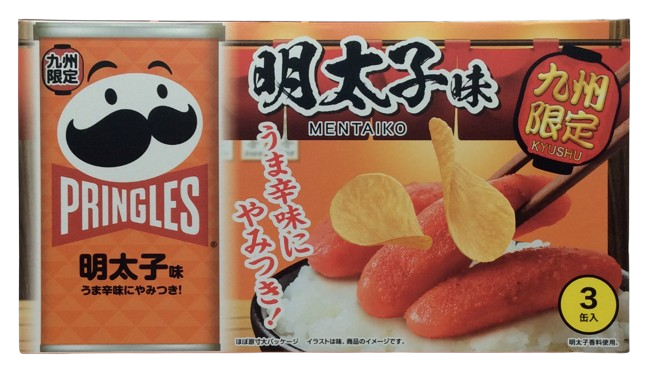 九州
限定
PRINGLES
®
明太子味
うま辛味にやみつき!
明太子味
MENTAIKO
うま辛味に
やみつき!
九州
限定
KYUSHU
3
缶入
ほぼ原寸大パッケージ イラストは味、商品のイメージです。
明太子香料使用。